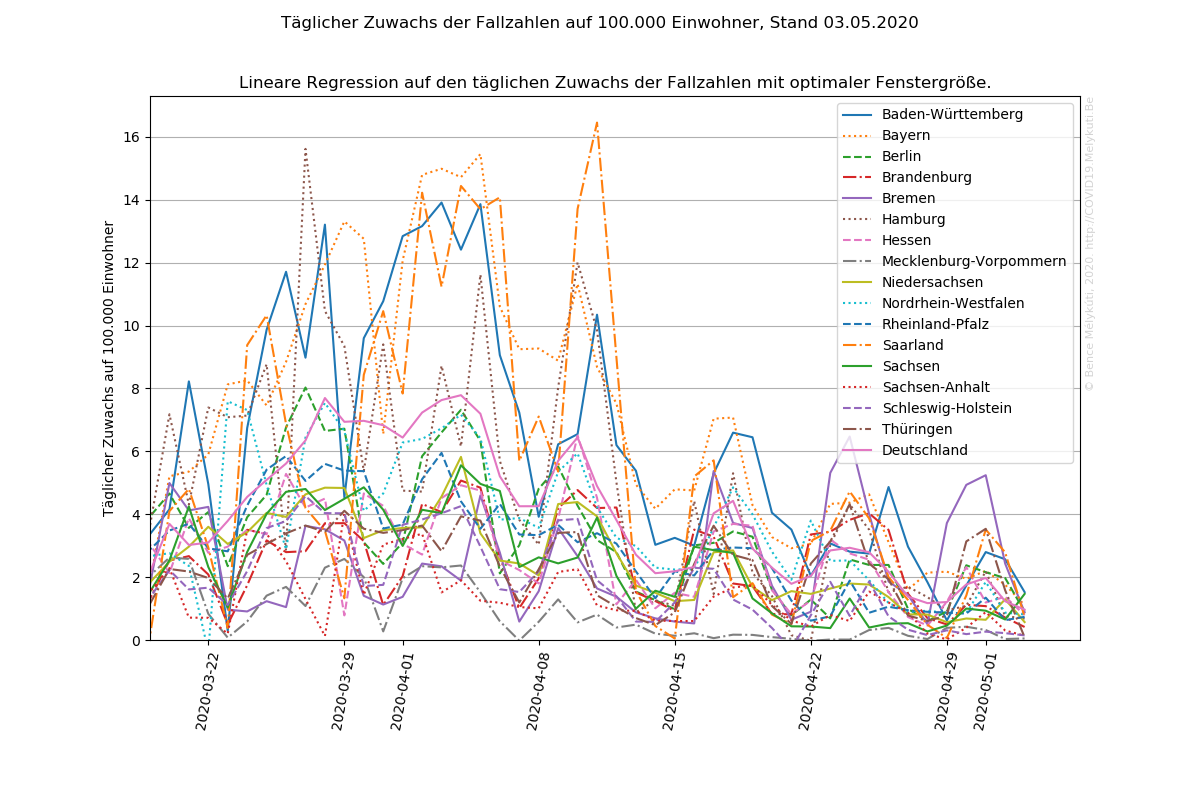 Täglicher Zuwachs der Fallzahlen auf 100.000 Einwohner, Stand 03.05.2020
Lineare Regression auf den täglichen Zuwachs der Fallzahlen mit optimaler Fenstergröße.
Täglicher Zuwachs auf 100.000 Einwohner
16
14
12
10
8
6
4
2
0
2020-03-22
2020-03-29
2020-04-01
2020-04-08
2020-04-15
2020-04-22
2020-04-29
2020-05-01
Baden-Württemberg
Bayern
Berlin
Brandenburg
Bremen
Hamburg
Hessen
Mecklenburg-Vorpommern
Niedersachsen
Nordrhein-Westfalen
Rheinland-Pfalz
Saarland
Sachsen
Sachsen-Anhalt
Schleswig-Holstein
Thüringen
Deutschland
© Bence Mélykúti, 2020. http://COVID19.Melykuti.Be